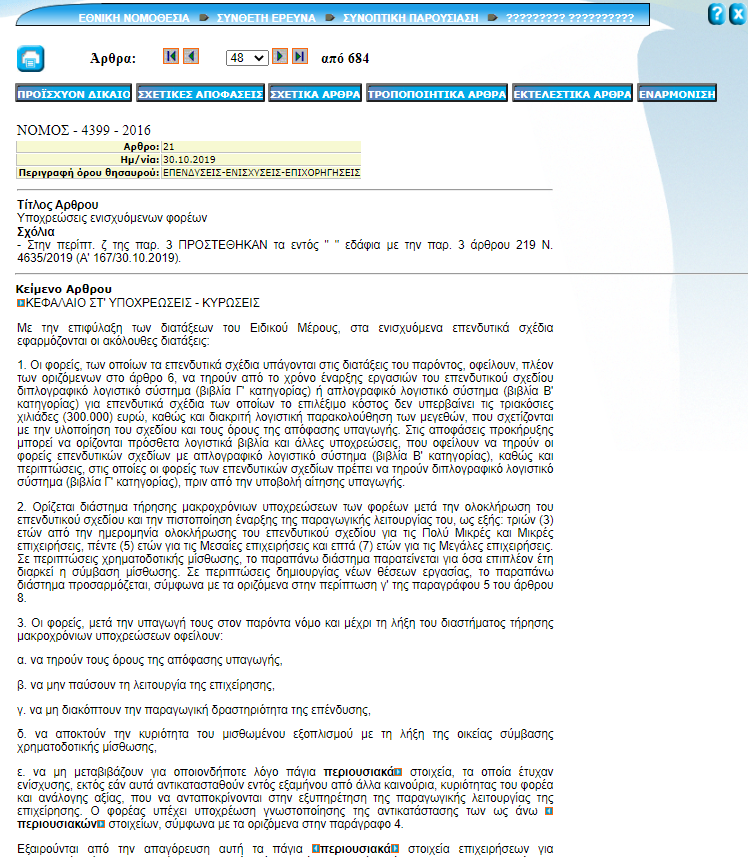 ΕΘΝΙΚΗ ΝΟΜΟΘΕΣΙΑ ΣΥΝΘΕΤΗ ΕΡΕΥΝΑ ΣΥΝΟΠΤΙΚΗ ΠΑΡΟΥΣΙΑΣΗ ????????? ??????????
Άρθρα: 48 από 684
ΠΡΟΪΣΧΥΟΝ ΔΙΚΑΙΟ ΣΧΕΤΙΚΕΣ ΑΠΟΦΑΣΕΙΣ ΣΧΕΤΙΚΑ ΑΡΘΡΑ ΤΡΟΠΟΠΟΙΗΤΙΚΑ ΑΡΘΡΑ ΕΚΤΕΛΕΣΤΙΚΑ ΑΡΘΡΑ ΕΝΑΡΜΟΝΙΣΗ
ΝΟΜΟΣ - 4399 - 2016
Αρθρο: 21
Ημ/νία: 30.10.2019
Περιγραφή όρου θησαυρού: ΕΠΕΝΔΥΣΕΙΣ-ΕΝΙΣΧΥΣΕΙΣ-ΕΠΙΧΟΡΗΓΗΣΕΙΣ
Τίτλος Αρθρου
Υποχρεώσεις ενισχυόμενων φορέων
Σχόλια
- Στην περίπτ. ζ της παρ. 3 ΠΡΟΣΤΕΘΗΚΑΝ τα εντός " " εδάφια με την παρ. 3 άρθρου 219 Ν.
4635/2019 (Α' 167/30.10.2019).
Κείμενο Αρθρου
ΚΕΦΑΛΑΙΟ ΣΤ' ΥΠΟΧΡΕΩΣΕΙΣ - ΚΥΡΩΣΕΙΣ
Με την επιφύλαξη των διατάξεων του Ειδικού Μέρους, στα ενισχυόμενα επενδυτικά σχέδια
εφαρμόζονται οι ακόλουθες διατάξεις:
1. Οι φορείς, των οποίων τα επενδυτικά σχέδια υπάγονται στις διατάξεις του παρόντος, οφείλουν, πλέον
των οριζόμενων στο άρθρο 6, να τηρούν από το χρόνο έναρξης εργασιών του επενδυτικού σχεδίου
διπλογραφικό λογιστικό σύστημα (βιβλία Γ' κατηγορίας) ή απλογραφικό λογιστικό σύστημα (βιβλία Β'
κατηγορίας) για επενδυτικά σχέδια των οποίων το επιλέξιμο κόστος δεν υπερβαίνει τις τριακόσιες
χιλιάδες (300.000) ευρώ, καθώς και διακριτή λογιστική παρακολούθηση των μεγεθών, που σχετίζονται
με την υλοποίηση του σχεδίου και τους όρους της απόφασης υπαγωγής. Στις αποφάσεις προκήρυξης
μπορεί να ορίζονται πρόσθετα λογιστικά βιβλία και άλλες υποχρεώσεις, που οφείλουν να τηρούν οι
φορείς επενδυτικών σχεδίων με απλογραφικό λογιστικό σύστημα (βιβλία Β' κατηγορίας), καθώς και
περιπτώσεις, στις οποίες οι φορείς των επενδυτικών σχεδίων πρέπει να τηρούν διπλογραφικό λογιστικό
σύστημα (βιβλία Γ' κατηγορίας), πριν από την υποβολή αίτησης υπαγωγής.
2. Ορίζεται διάστημα τήρησης μακροχρόνιων υποχρεώσεων των φορέων μετά την ολοκλήρωση του
επενδυτικού σχεδίου και την πιστοποίηση έναρξης της παραγωγικής λειτουργίας του, ως εξής: τριών (3)
ετών από την ημερομηνία ολοκλήρωσης του επενδυτικού σχεδίου για τις Πολύ Μικρές και Μικρές
επιχειρήσεις, πέντε (5) ετών για τις Μεσαίες επιχειρήσεις και επτά (7) ετών για τις Μεγάλες επιχειρήσεις.
Σε περιπτώσεις χρηματοδοτικής μίσθωσης, το παραπάνω διάστημα παρατείνεται για όσα επιπλέον έτη
διαρκεί η σύμβαση μίσθωσης. Σε περιπτώσεις δημιουργίας νέων θέσεων εργασίας, το παραπάνω
διάστημα προσαρμόζεται, σύμφωνα με τα οριζόμενα στην περίπτωση γ' της παραγράφου 5 του άρθρου
8.
3. Οι φορείς, μετά την υπαγωγή τους στον παρόντα νόμο και μέχρι τη λήξη του διαστήματος τήρησης
μακροχρόνιων υποχρεώσεων οφείλουν:
α. να τηρούν τους όρους της απόφασης υπαγωγής,
β. να μην παύσουν τη λειτουργία της επιχείρησης,
γ. να μη διακόπτουν την παραγωγική δραστηριότητα της επένδυσης,
δ. να αποκτούν την κυριότητα του μισθωμένου εξοπλισμού με τη λήξη της οικείας σύμβασης
χρηματοδοτικής μίσθωσης,
ε. να μη μεταβιβάζουν για οποιονδήποτε λόγο πάγια περιουσιακά στοιχεία, τα οποία έτυχαν
ενίσχυσης, εκτός εάν αυτά αντικατασταθούν εντός εξαμήνου από άλλα καινούρια, κυριότητας του φορέα
και ανάλογης αξίας, που να ανταποκρίνονται στην εξυπηρέτηση της παραγωγικής λειτουργίας της
επιχείρησης. Ο φορέας υπέχει υποχρέωση γνωστοποίησης της αντικατάστασης των ως άνω
περιουσιακών στοιχείων, σύμφωνα με τα οριζόμενα στην παράγραφο 4.
Εξαιρούνται από την απαγόρευση αυτή τα πάγια περιουσιακά στοιχεία επιχειρήσεων για